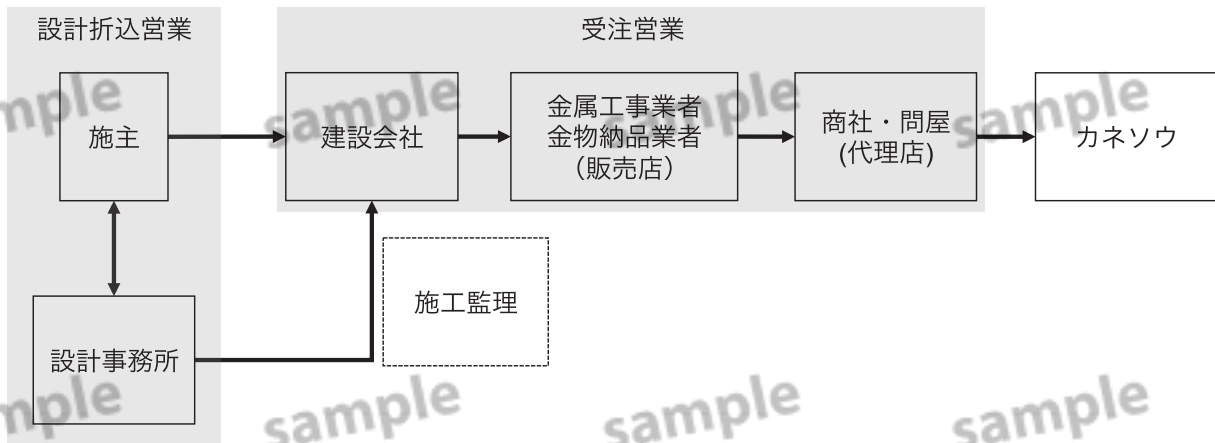 設計折込営業
受注営業
施主
建設会社
金属工事業者
金物納品業者
（販売店）
商社・問屋
(代理店)
カネソウ
施工監理
設計事務所
mple
sample
sample
sample
mple
sample
sample
sample